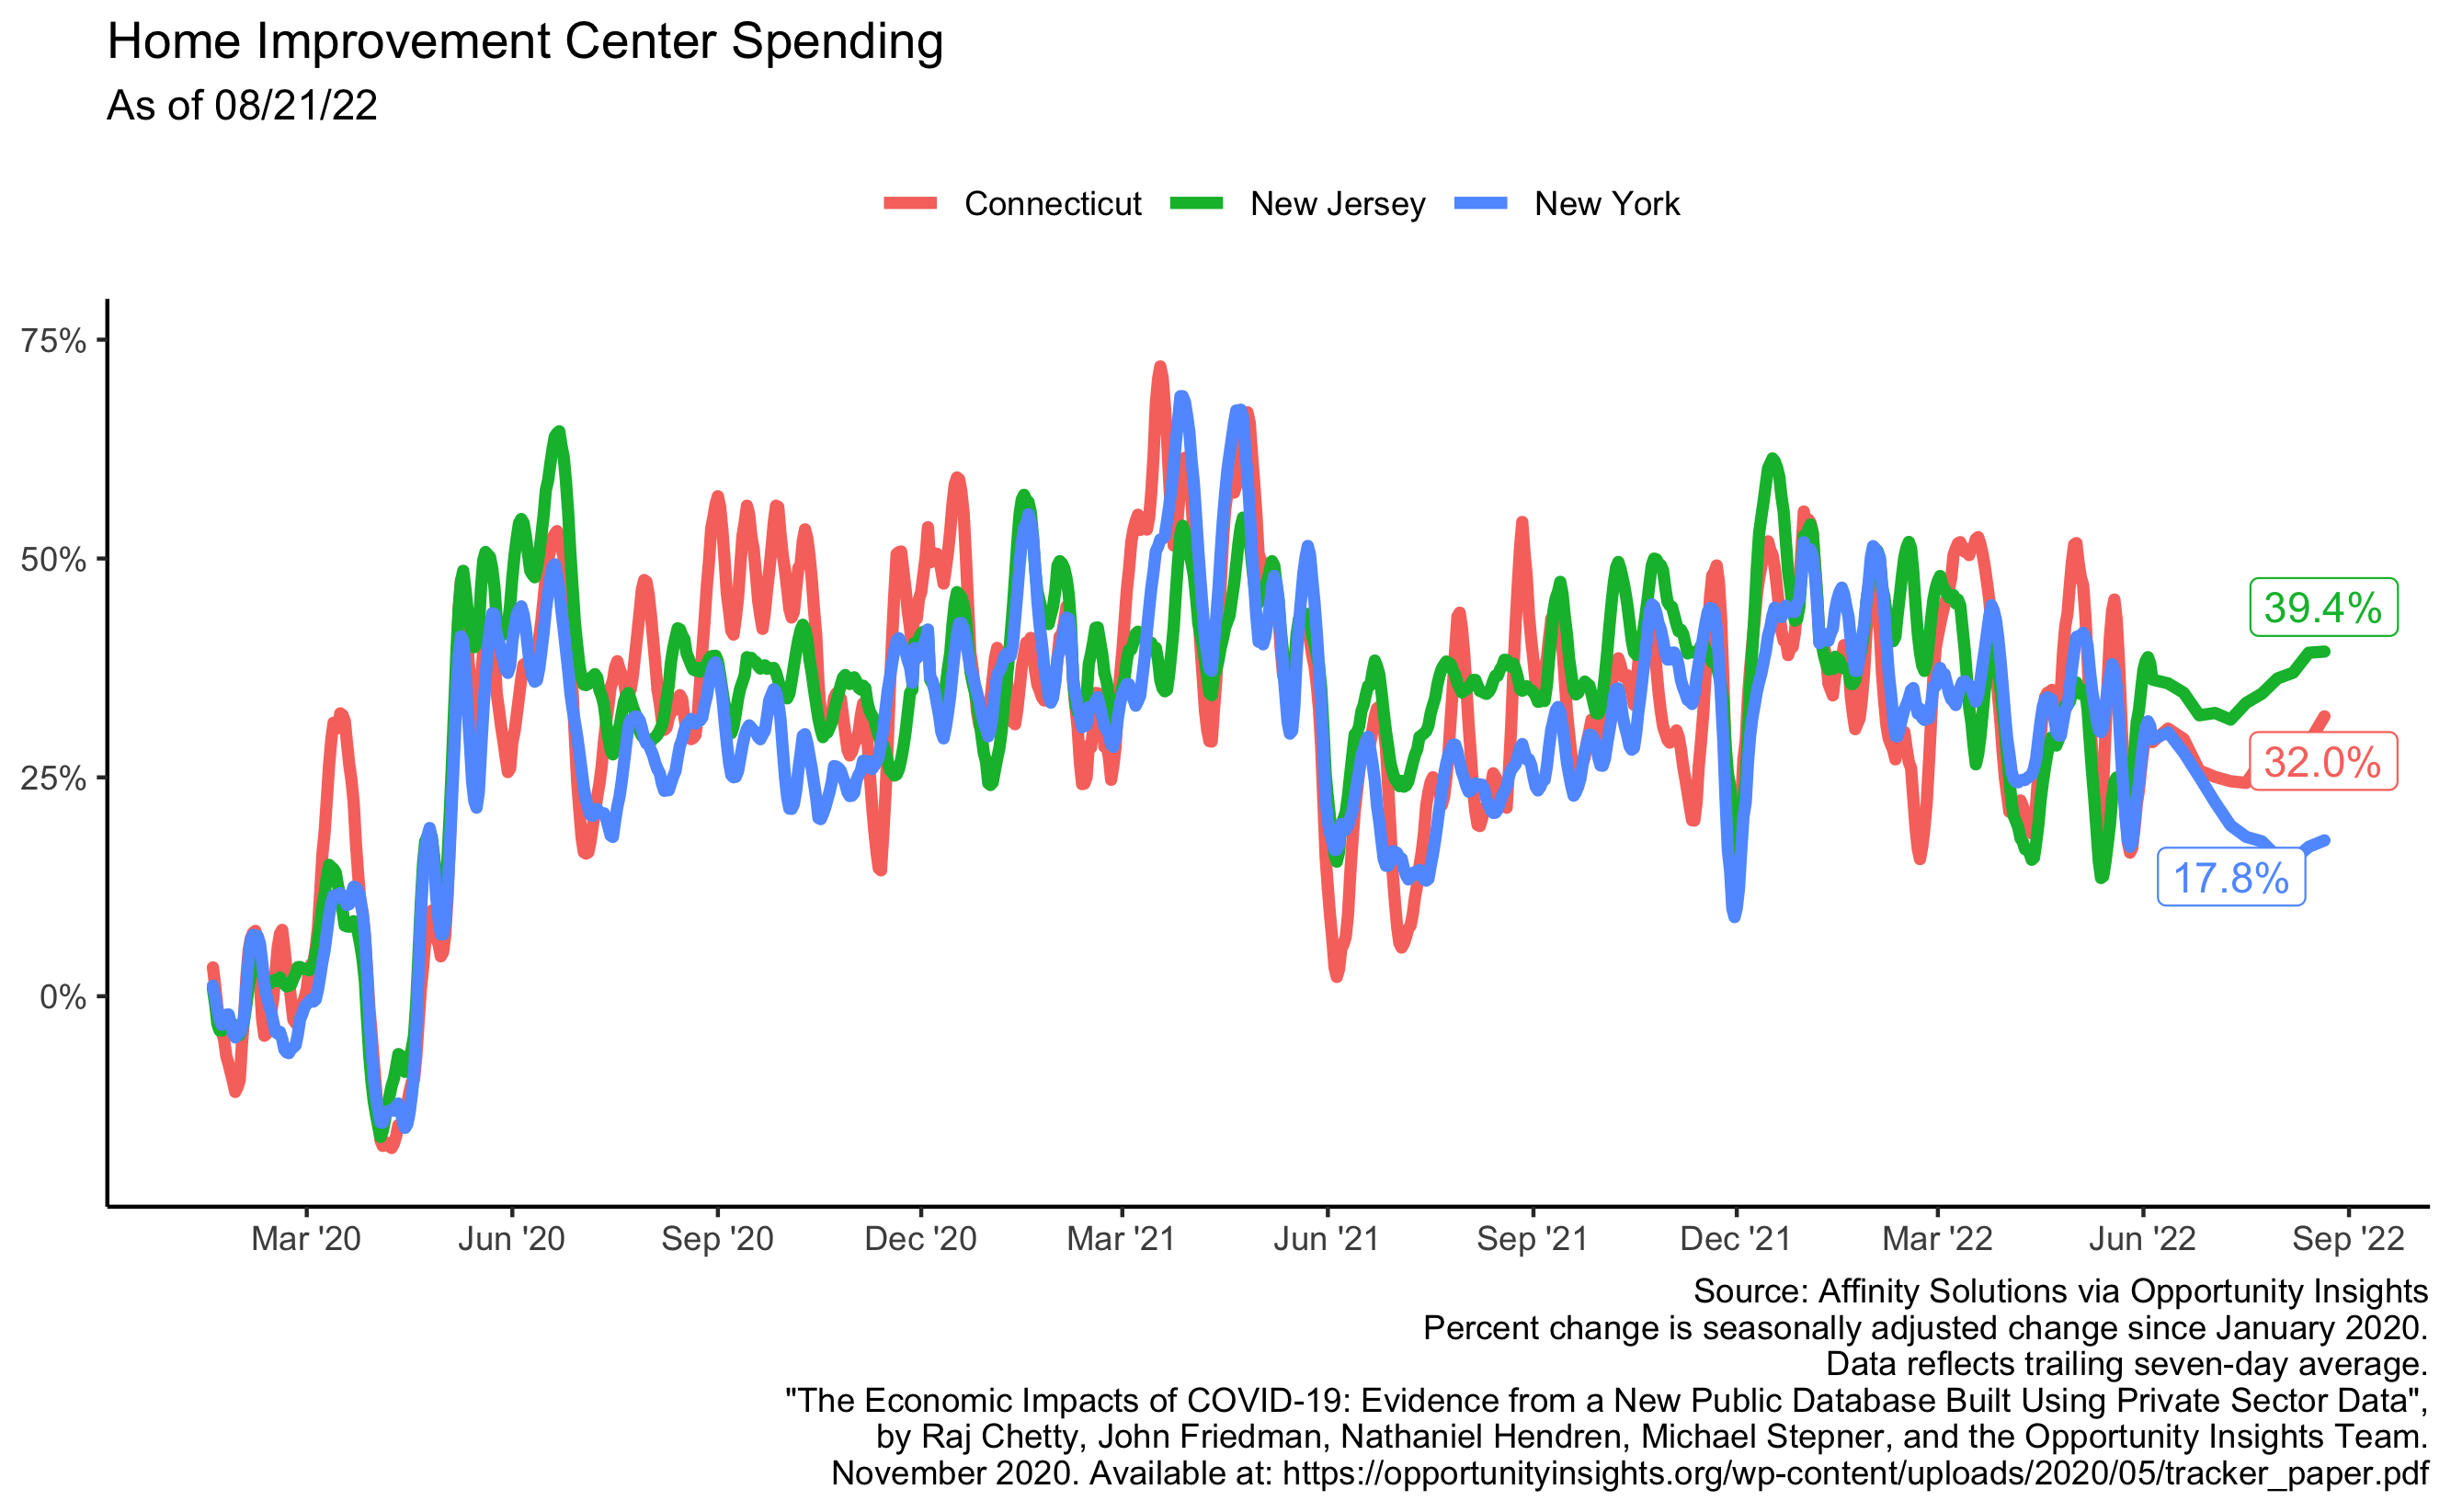 Home Improvement Center Spending
As of 08/21/22
Connecticut New Jersey New York
75%
50%
25%
0%
39.4%
32.0%
17.8%
Mar '20 Jun '20 Sep '20 Dec '20 Mar '21 Jun '21 Sep '21 Dec '21 Mar '22 Jun '22 Sep '22
Source: Affinity Solutions via Opportunity Insights
Percent change is seasonally adjusted change since January 2020.
Data reflects trailing seven-day average.
"The Economic Impacts of COVID-19: Evidence from a New Public Database Built Using Private Sector Data",
by Raj Chetty, John Friedman, Nathaniel Hendren, Michael Stepner, and the Opportunity Insights Team.
November 2020. Available at: https://opportunityinsights.org/wp-content/uploads/2020/05/tracker_paper.pdf